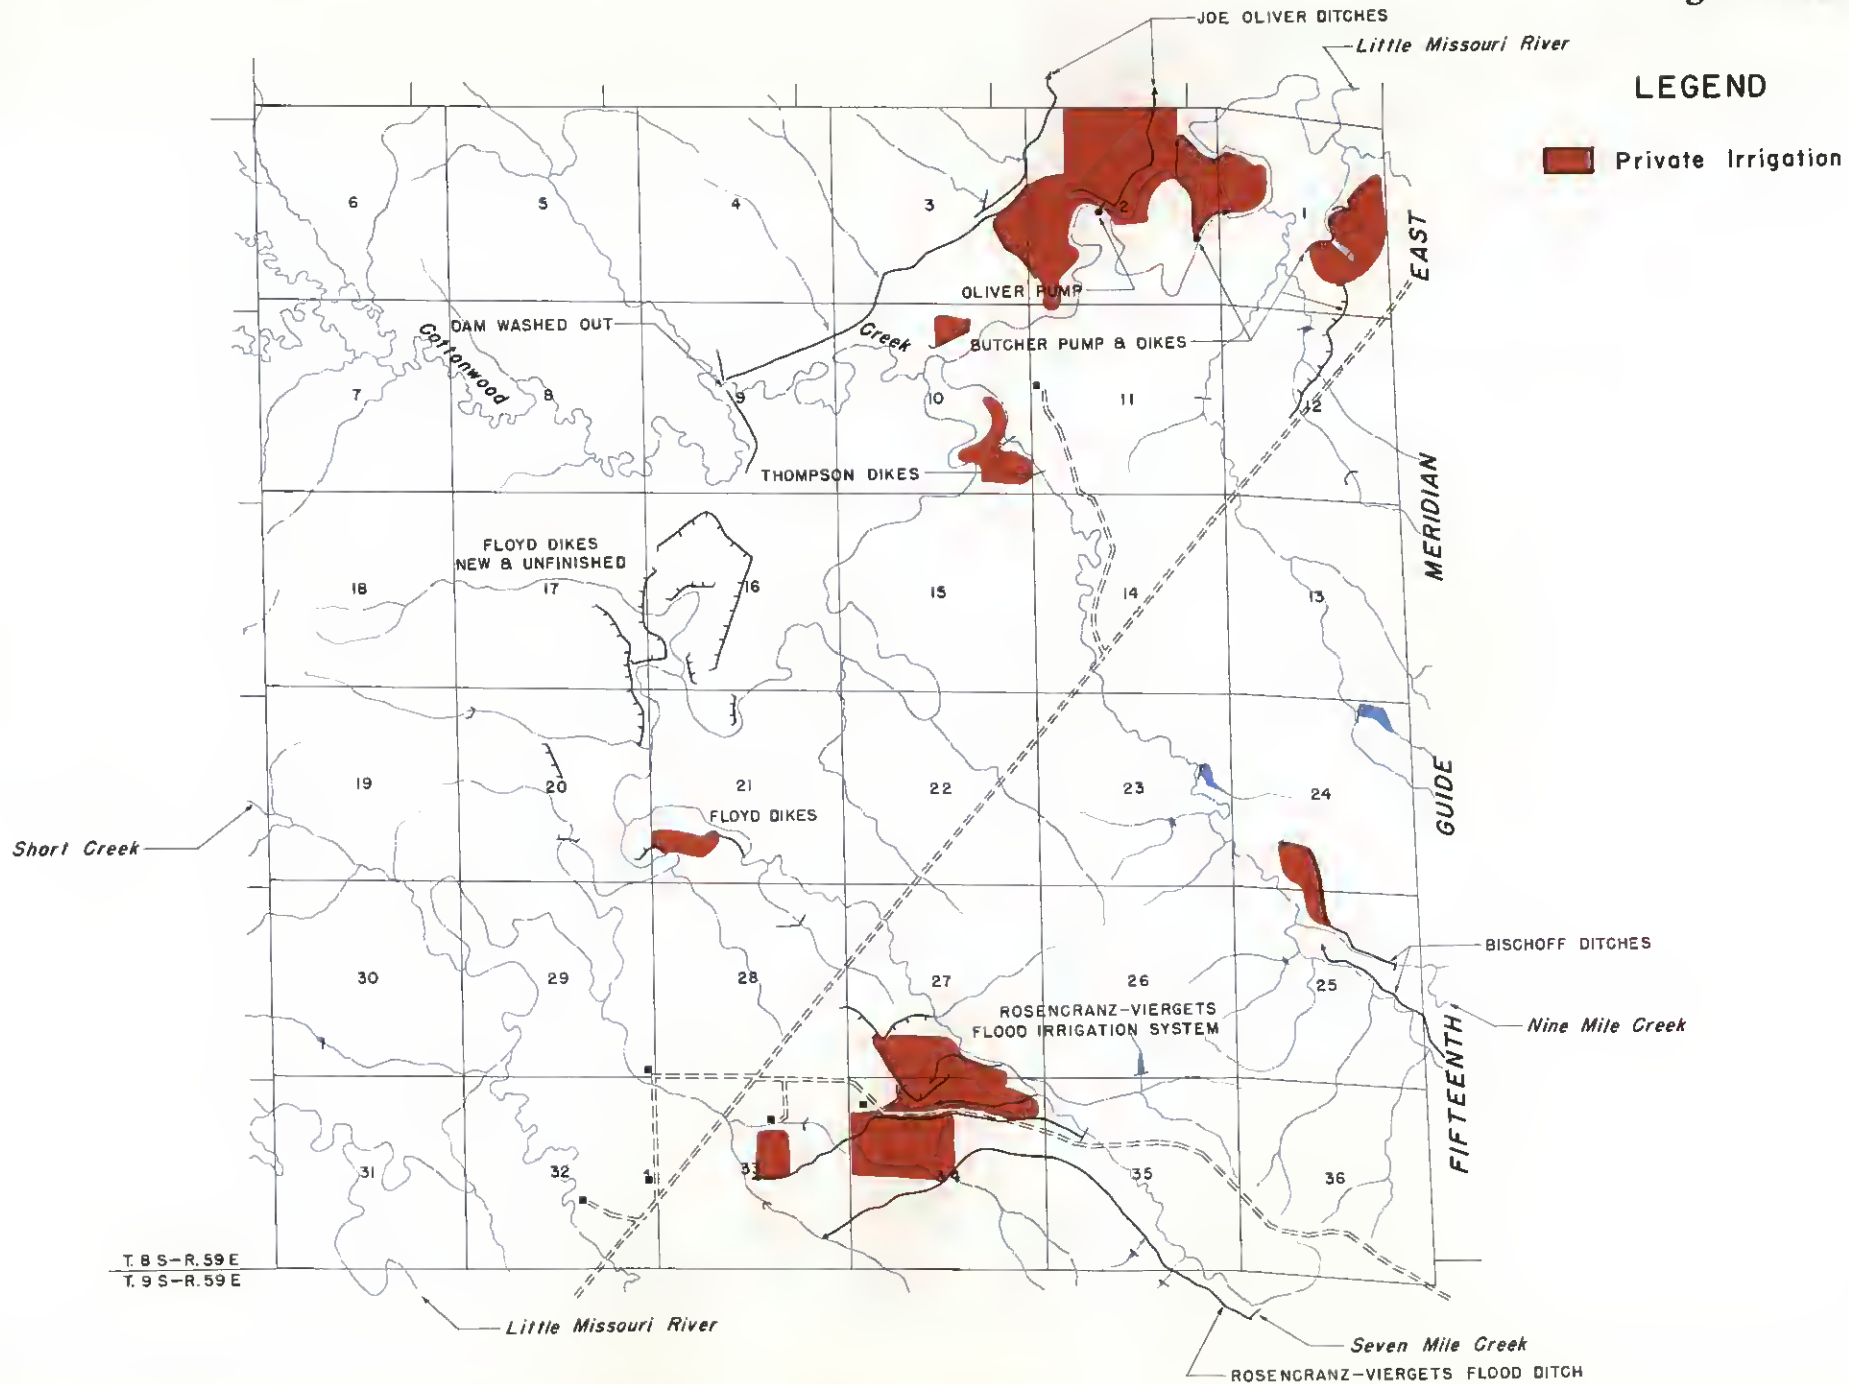 JOE OLIVER DITCHES
Little Missouri River
LEGEND
Private Irrigation
6
5
4
3
2
1
EAST
OLIVER PUMP
DAM WASHED OUT
Creek
BUTCHER PUMP & DIKES
Cottonwood
7
8
9
10
11
12
THOMPSON DIKES
MERIDIAN
FLOYD DIKES
NEW & UNFINISHED
18
17
16
15
14
13
19
20
21
22
23
24
GUIDE
FLOYD DIKES
Short Creek
BISCHOFF DITCHES
30
29
28
27
26
25
ROSENCRANZ-VIERGETS
FLOOD IRRIGATION SYSTEM
Nine Mile Creek
FIFTEENTH
31
32
33
34
35
36
T. 8 S-R. 59 E
T. 9 S-R. 59 E
Little Missouri River
Seven Mile Creek
ROSENCRANZ-VIERGETS FLOOD DITCH